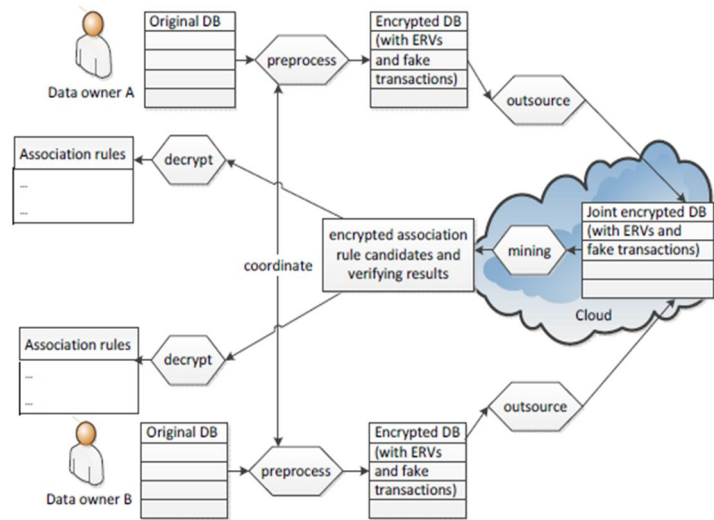 Original DB
Encrypted DB
(with ERVs
and fake
transactions)
preprocess
Data owner A
outsource
Association rules
...
...
decrypt
Joint encrypted DB
(with ERVs and
fake transactions)
mining
encrypted association
rule candidates and
verifying results
coordinate
Cloud
Association rules
...
...
decrypt
outsource
Original DB
Encrypted DB
(with ERVs
and fake
transactions)
preprocess
Data owner B